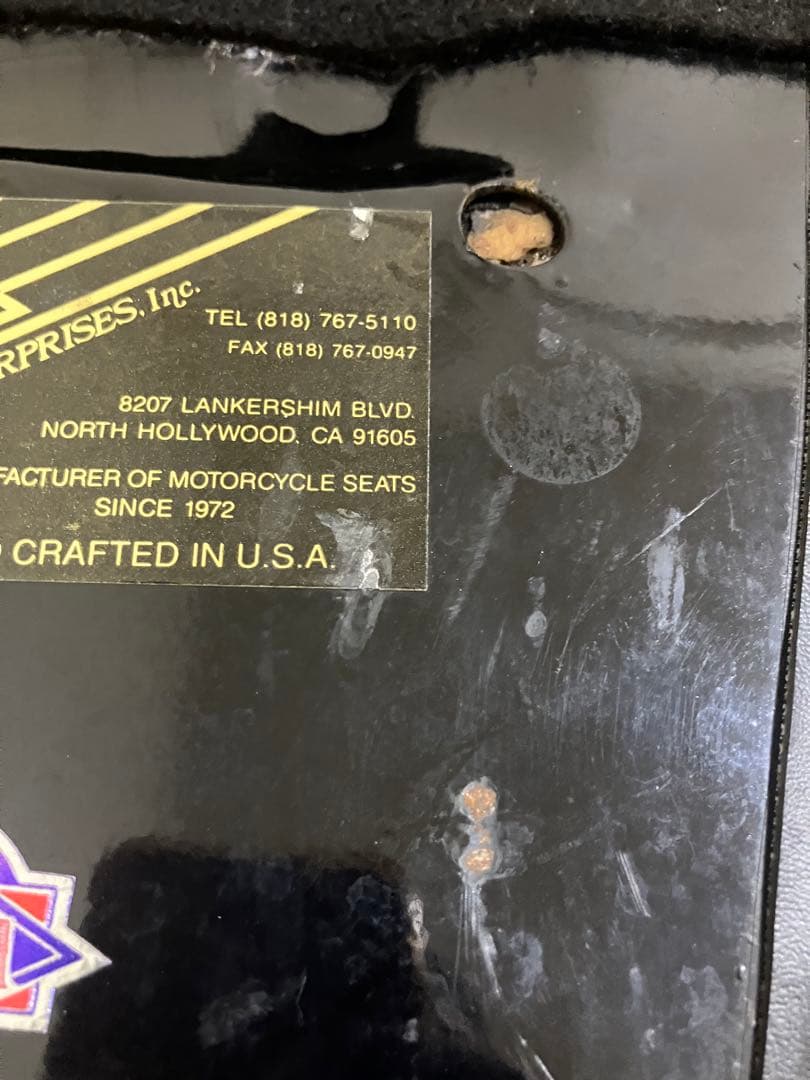 RPRISES, Inc.
TEL (818) 767-5110
FAX (818) 767-0947
8207 LANKERSHIM BLVD.
NORTH HOLLYWOOD, CA 91605
FACTURER OF MOTORCYCLE SEATS
SINCE 1972
CRAFTED IN U.S.A.